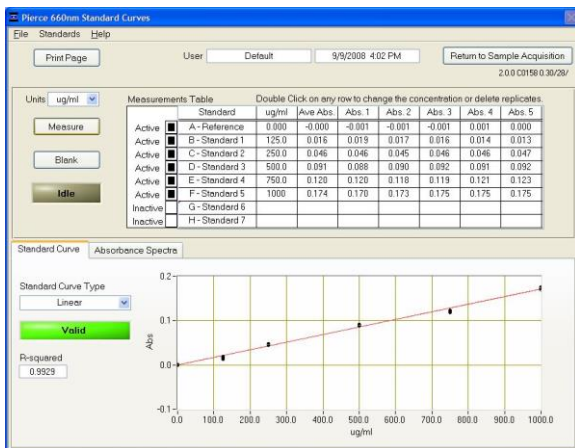 Pierce 660nm Standard Curves
File Standards Help
Print Page User Default 9/9/2008 4:02 PM Return to Sample Acquisition
2.0.0 C0158 0.30/28/
Units ug/ml Measurements Table Double Click on any row to change the concentration or delete replicates.
Standard ug/ml Ave Abs. Abs. 1 Abs. 2 Abs. 3 Abs. 4 Abs. 5
Active A - Reference 0.000 -0.000 -0.001 -0.001 -0.001 0.001 0.000
Active B - Standard 1 125.0 0.016 0.019 0.017 0.016 0.014 0.013
Active C - Standard 2 250.0 0.046 0.046 0.045 0.046 0.046 0.047
Active D - Standard 3 500.0 0.091 0.088 0.090 0.092 0.091 0.092
Active E - Standard 4 750.0 0.120 0.120 0.118 0.119 0.121 0.123
Active F - Standard 5 1000 0.174 0.170 0.173 0.175 0.175 0.175
Inactive G - Standard 6
Inactive H - Standard 7
Measure
Blank
Idle
Standard Curve Absorbance Spectra
Standard Curve Type
Linear
Valid
R-squared
0.9929
Abs
0.2
0.1
0.0
-0.1
0.0 100.0 200.0 300.0 400.0 500.0 600.0 700.0 800.0 900.0 1000.0
ug/ml